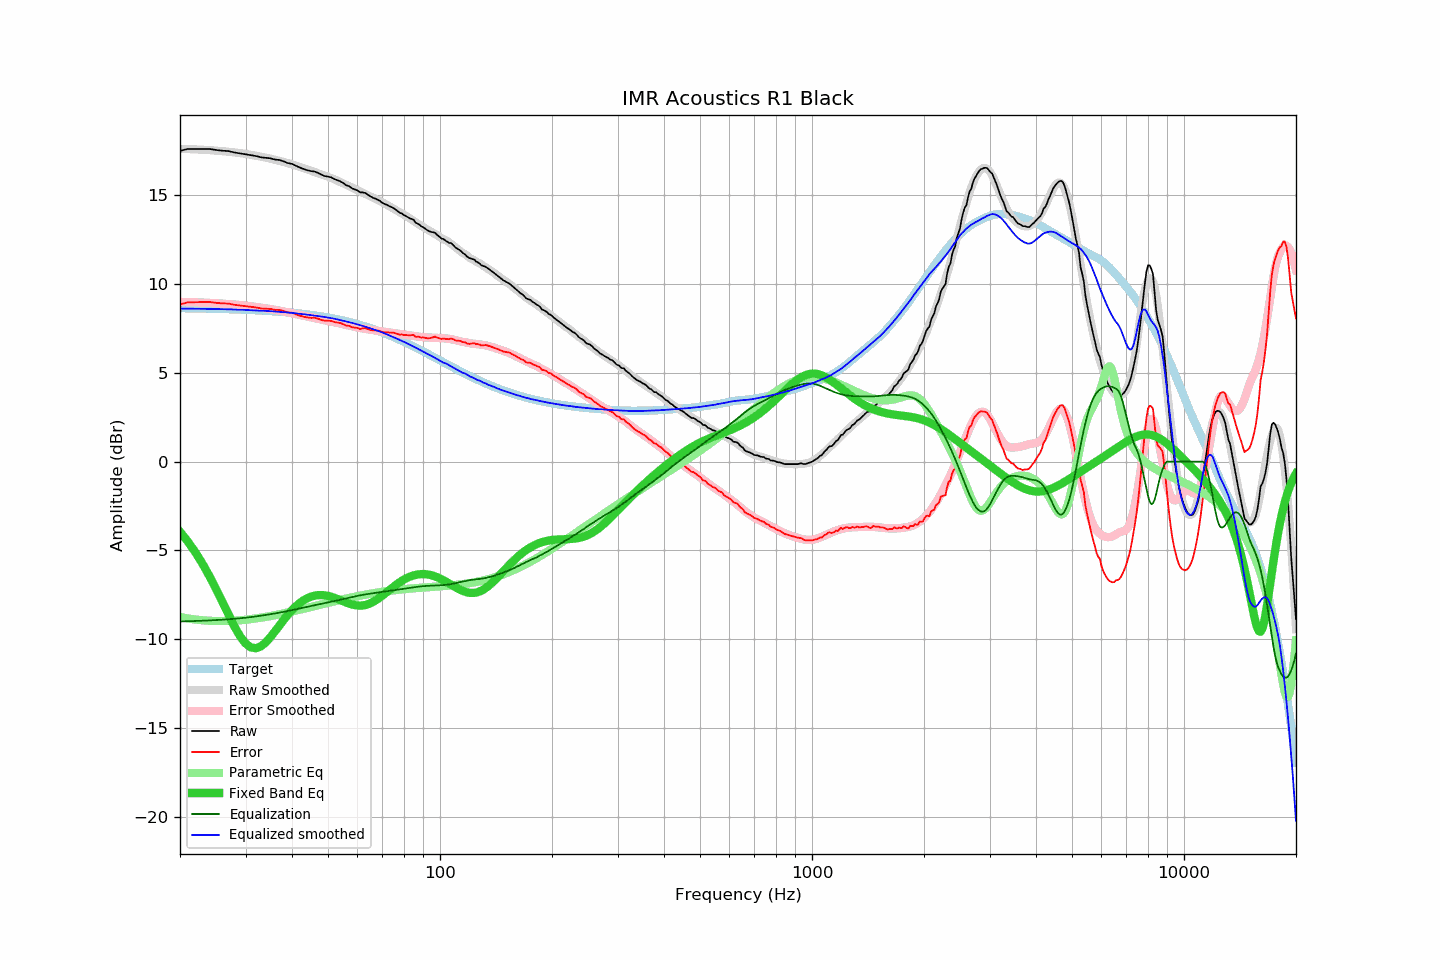 IMR Acoustics R1 Black
Amplitude (dBr)
15
10
5
0
−5
−10
−15
−20
Target
Raw Smoothed
Error Smoothed
Raw
Error
Parametric Eq
Fixed Band Eq
Equalization
Equalized smoothed
100
1000
10000
Frequency (Hz)